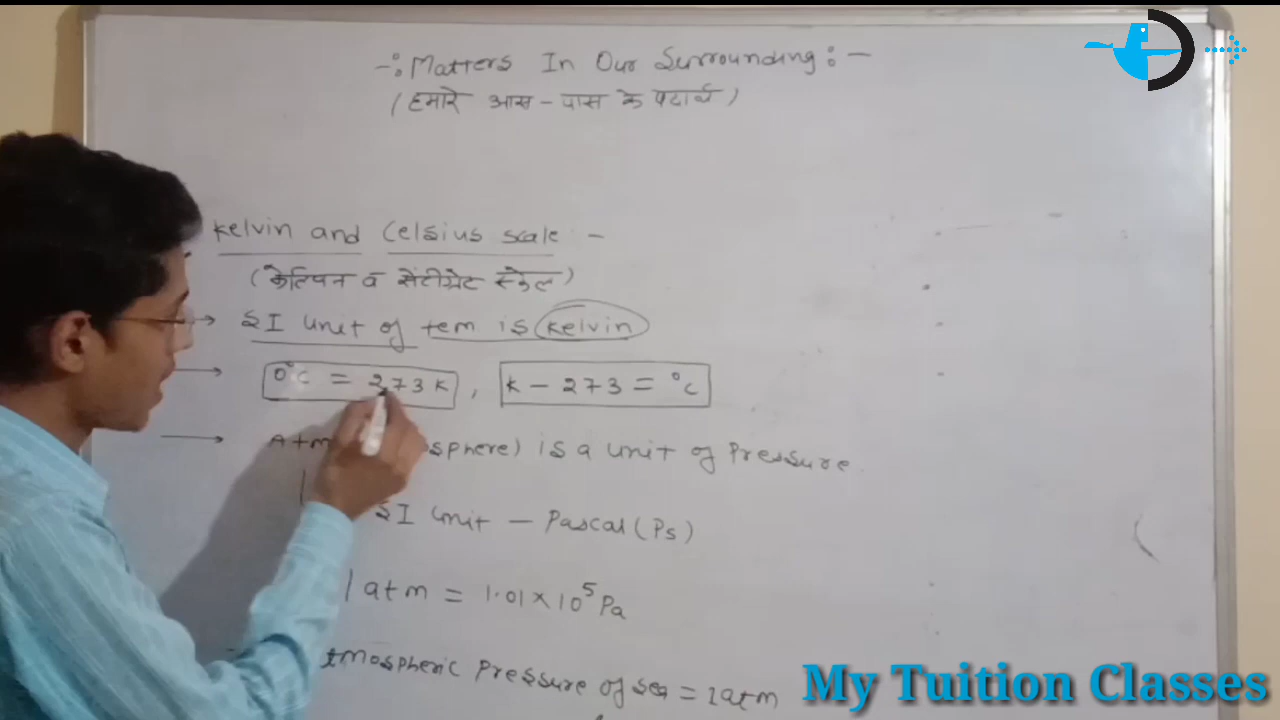 -: Matters In Our Surrounding :-
(हमारे आस - पास के पदार्थ)
Kelvin and Celsius scale -
(केल्विन व सेंटीग्रेट स्केल)
→ SI unit of tem is kelvin
→ 0°C = 273 K , K - 273 = °C
→ Atm is a unit of Pressure
SI unit - Pascal (Ps)
1 atm = 1.01 × 10⁵ Pa
Pressure of sea = 1 atm
My Tuition Classes